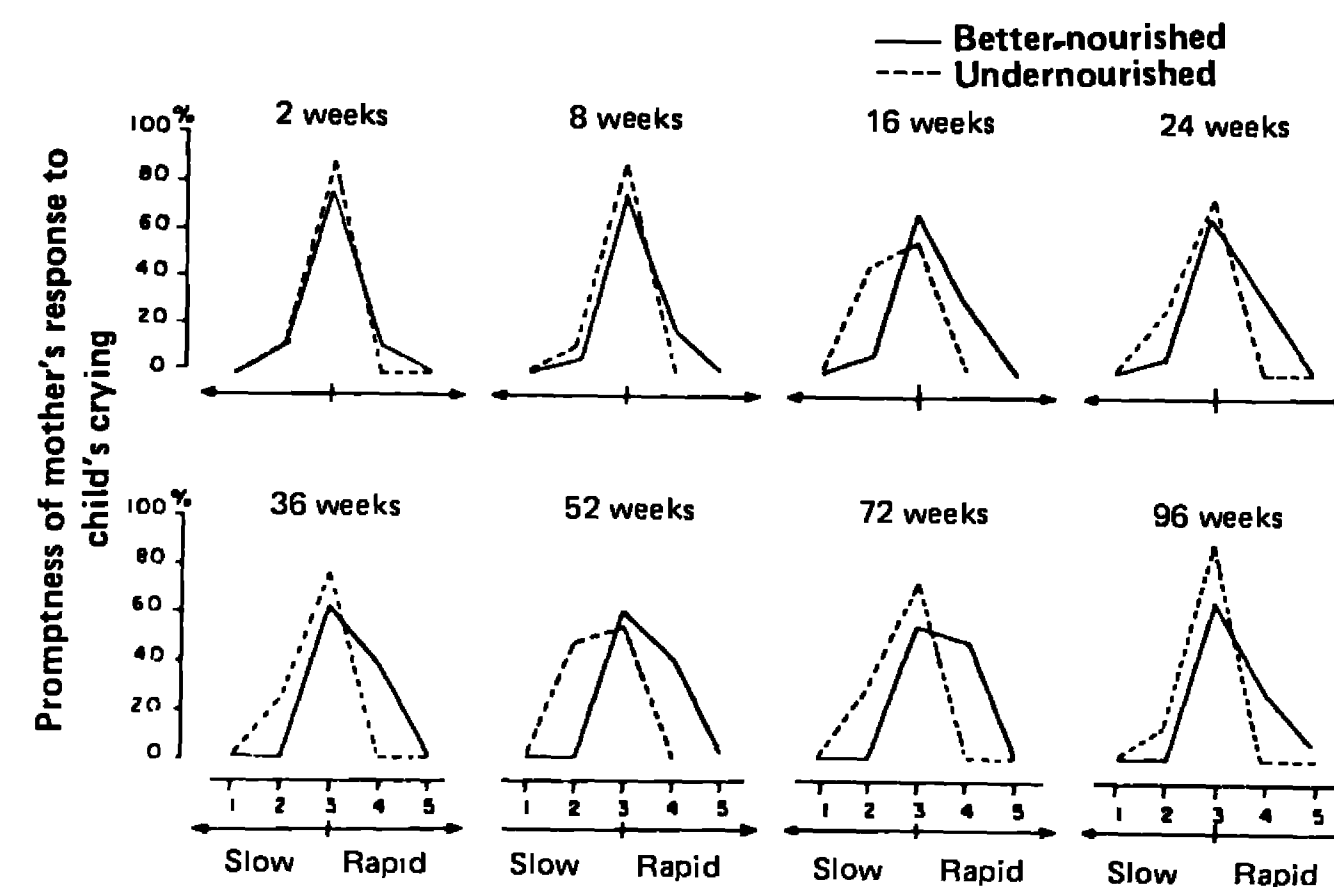 Better-nourished
Undernourished
Promptness of mother's response to
child's crying
2 weeks
8 weeks
16 weeks
24 weeks
100%
80
60
40
20
0
36 weeks
52 weeks
72 weeks
96 weeks
100%
80
60
40
20
0
1 2 3 4 5
1 2 3 4 5
1 2 3 4 5
1 2 3 4 5
Slow Rapid
Slow Rapid
Slow Rapid
Slow Rapid